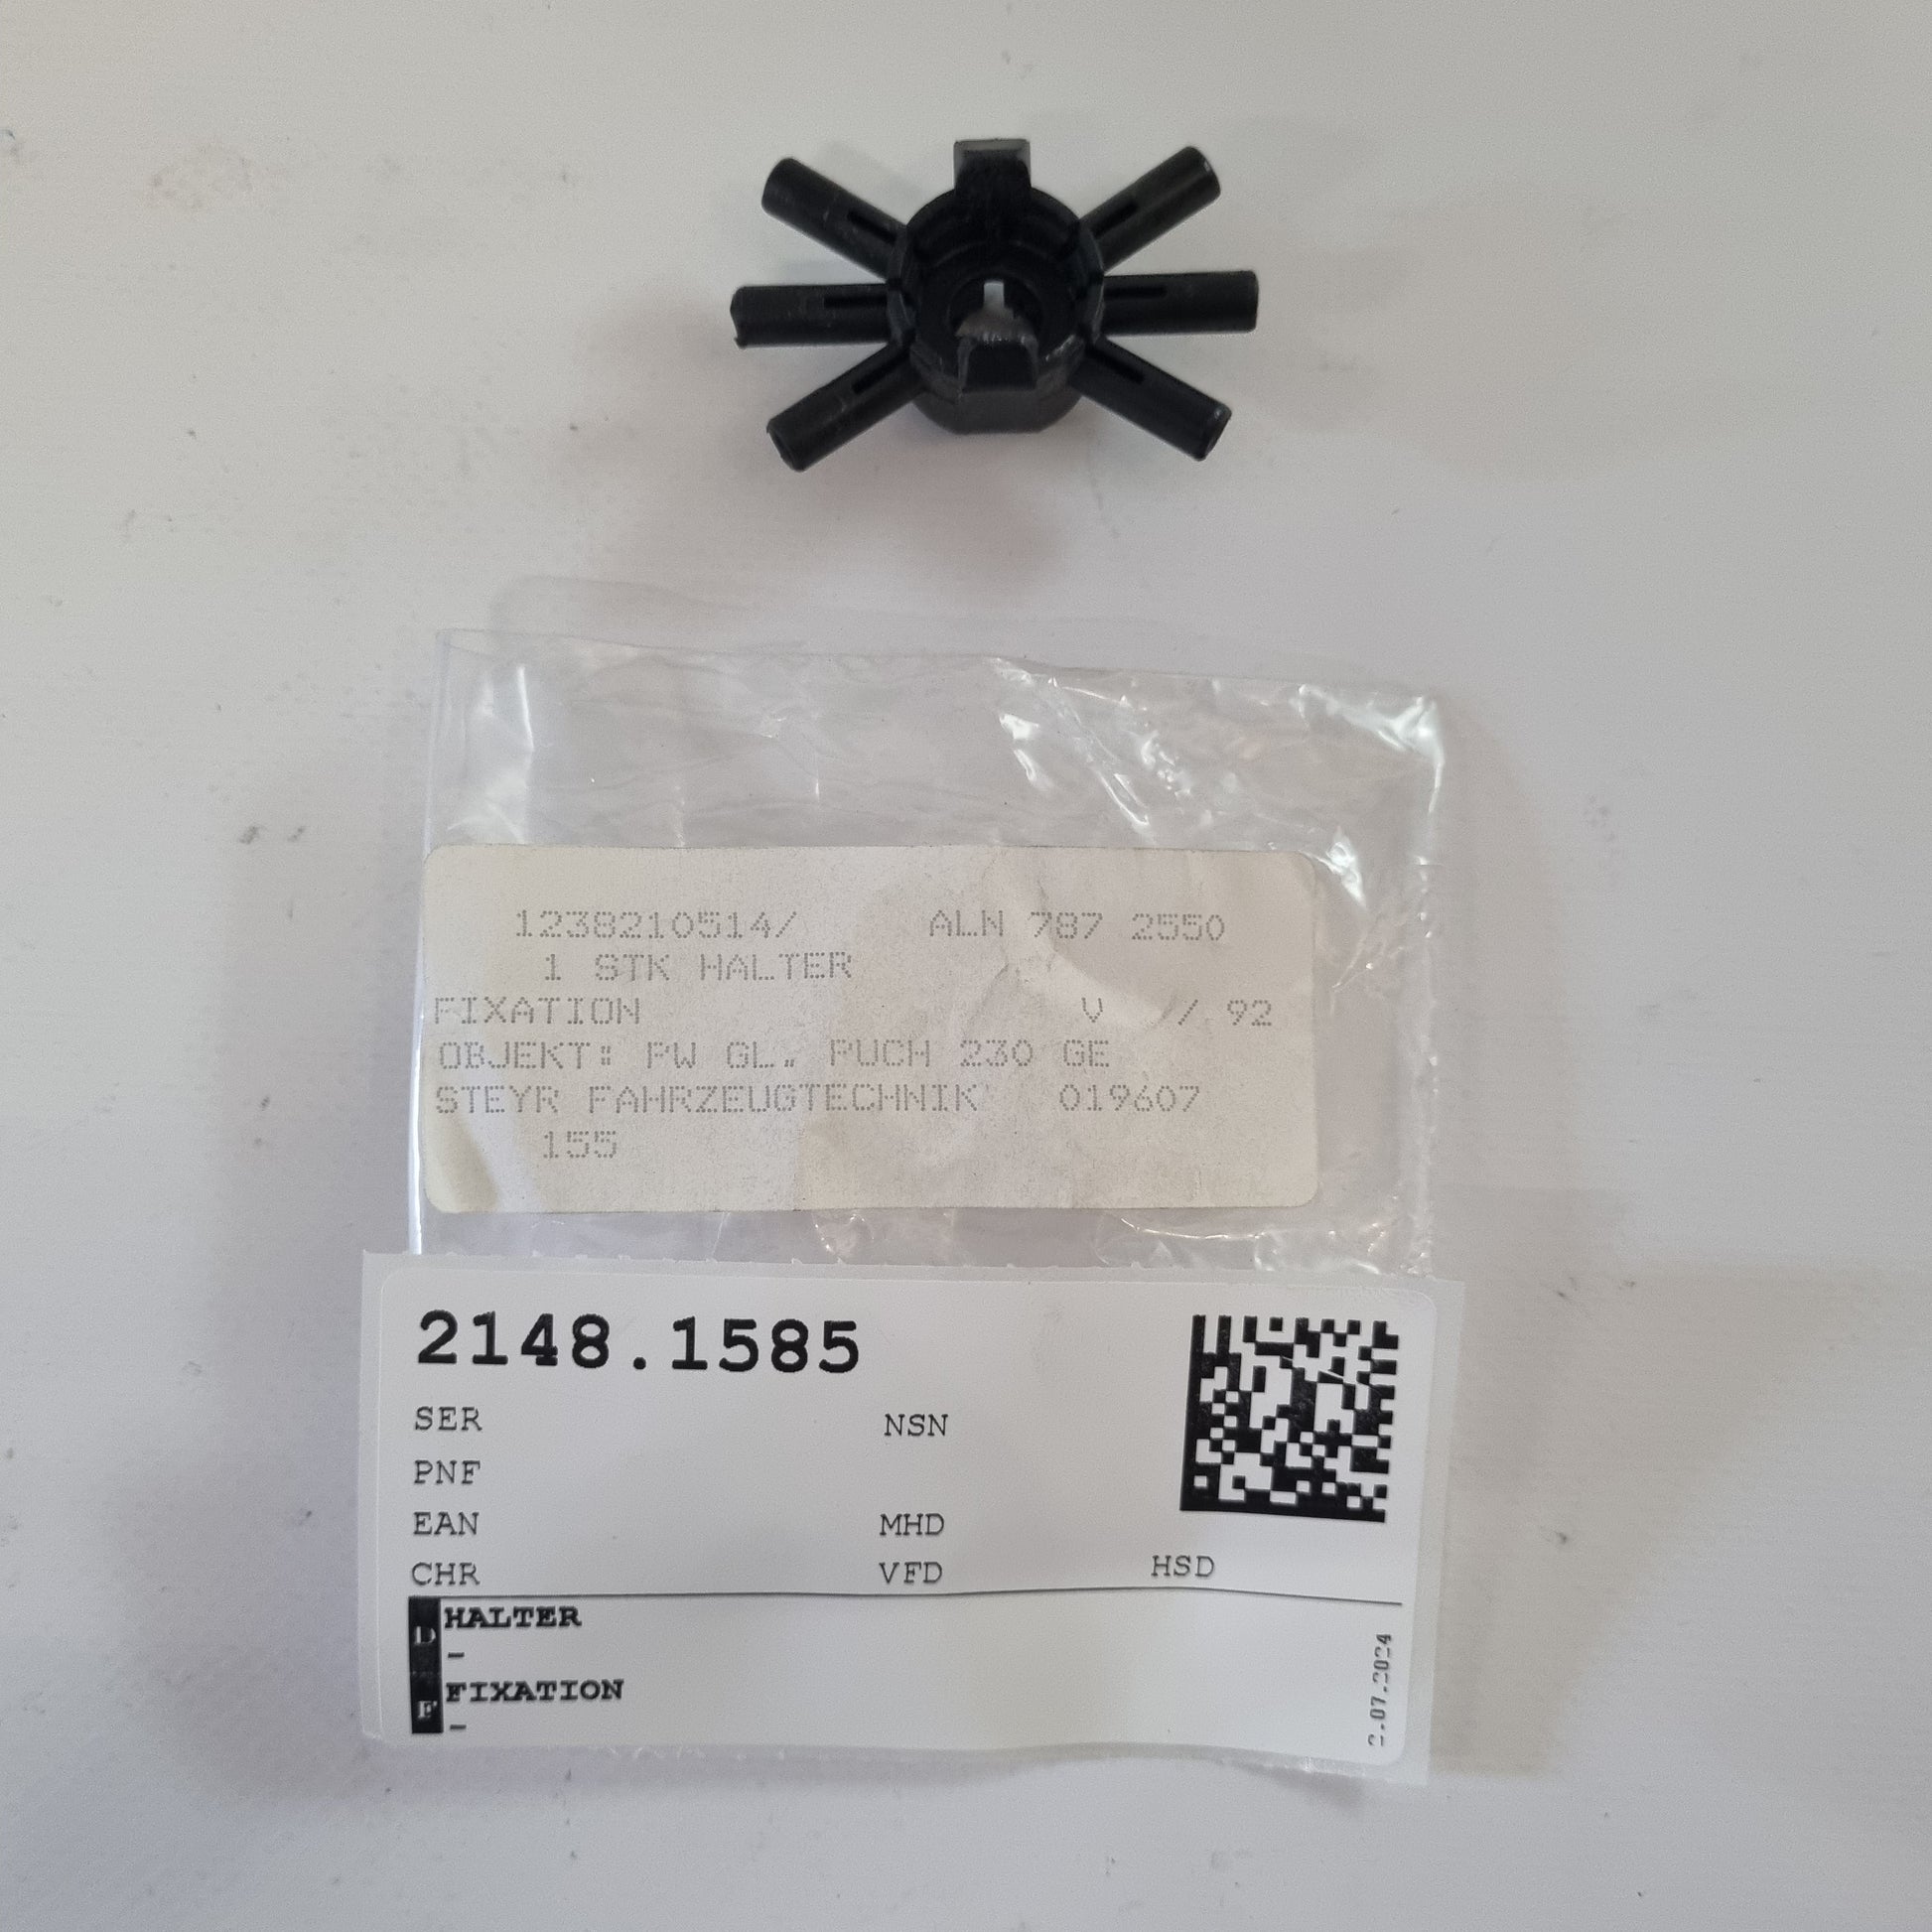 1238210514/ ALN 787 2550
1 STK HALTER
FIXATION V / 92
OBJEKT: PW GL. PUCH 230 GE
STEYR FAHRZEUGTECHNIK 019607
155
2148.1585
SER NSN
PNF
EAN MHD
CHR VFD HSD
D HALTER
-
F FIXATION
-